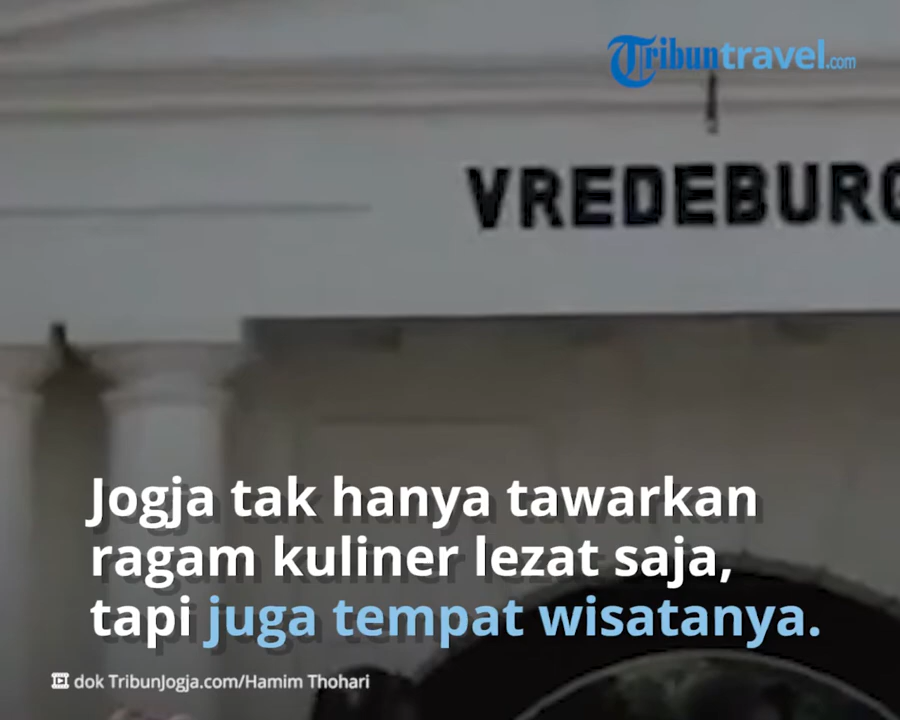 Tribuntravel.com
VREDEBURG
Jogja tak hanya tawarkan
ragam kuliner lezat saja,
tapi juga tempat wisatanya.
dok TribunJogja.com/Hamim Thohari